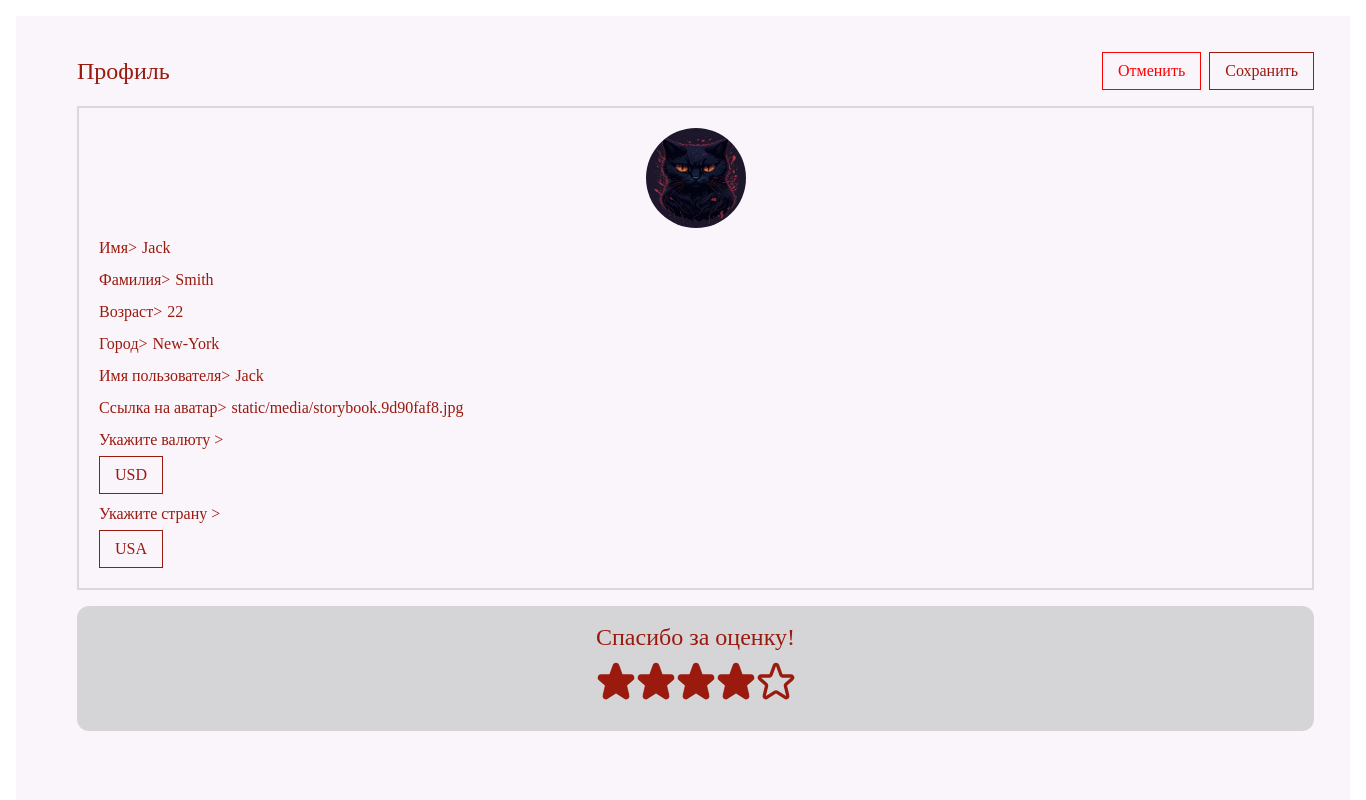 Профиль
Отменить
Сохранить
Имя> Jack
Фамилия> Smith
Возраст> 22
Город> New-York
Имя пользователя> Jack
Ссылка на аватар> static/media/storybook.9d90faf8.jpg
Укажите валюту >
USD
Укажите страну >
USA
Спасибо за оценку!